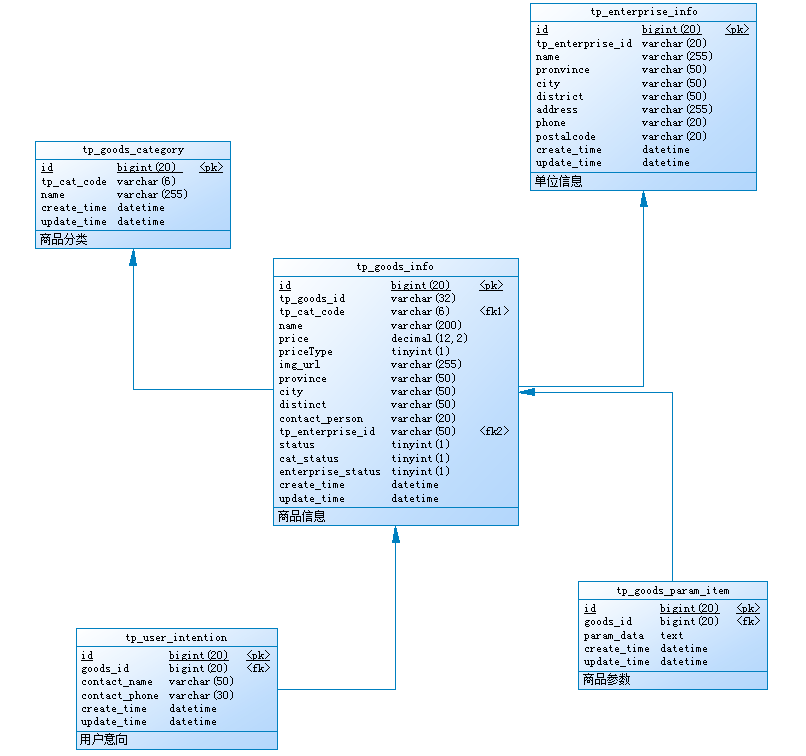 tp_enterprise_info
id bigint(20) <pk>
tp_enterprise_id varchar(20)
name varchar(255)
pronvince varchar(50)
city varchar(50)
district varchar(50)
address varchar(255)
phone varchar(20)
postalcode varchar(20)
create_time datetime
update_time datetime
单位信息
tp_goods_category
id bigint(20) <pk>
tp_cat_code varchar(6)
name varchar(255)
create_time datetime
update_time datetime
商品分类
tp_goods_info
id bigint(20) <pk>
tp_goods_id varchar(32)
tp_cat_code varchar(6) <fk1>
name varchar(200)
price decimal(12,2)
priceType tinyint(1)
img_url varchar(255)
province varchar(50)
city varchar(50)
distinct varchar(50)
contact_person varchar(20)
tp_enterprise_id varchar(50) <fk2>
status tinyint(1)
cat_status tinyint(1)
enterprise_status tinyint(1)
create_time datetime
update_time datetime
商品信息
tp_goods_param_item
id bigint(20) <pk>
goods_id bigint(20) <fk>
param_data text
create_time datetime
update_time datetime
商品参数
tp_user_intention
id bigint(20) <pk>
goods_id bigint(20) <fk>
contact_name varchar(50)
contact_phone varchar(30)
create_time datetime
update_time datetime
用户意向